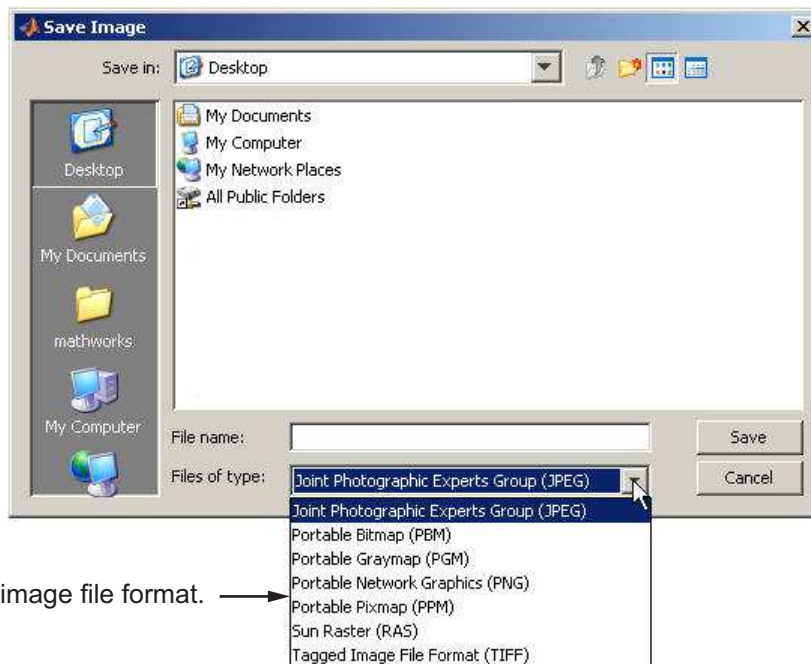 Save Image
Save in: Desktop
My Documents
My Computer
My Network Places
All Public Folders
Desktop
My Documents
mathworks
My Computer
File name:
Save
Files of type: Joint Photographic Experts Group (JPEG)
Cancel
Joint Photographic Experts Group (JPEG)
Portable Bitmap (PBM)
Portable Graymap (PGM)
Portable Network Graphics (PNG)
image file format.
Portable Pixmap (PPM)
Sun Raster (RAS)
Tagged Image File Format (TIFF)